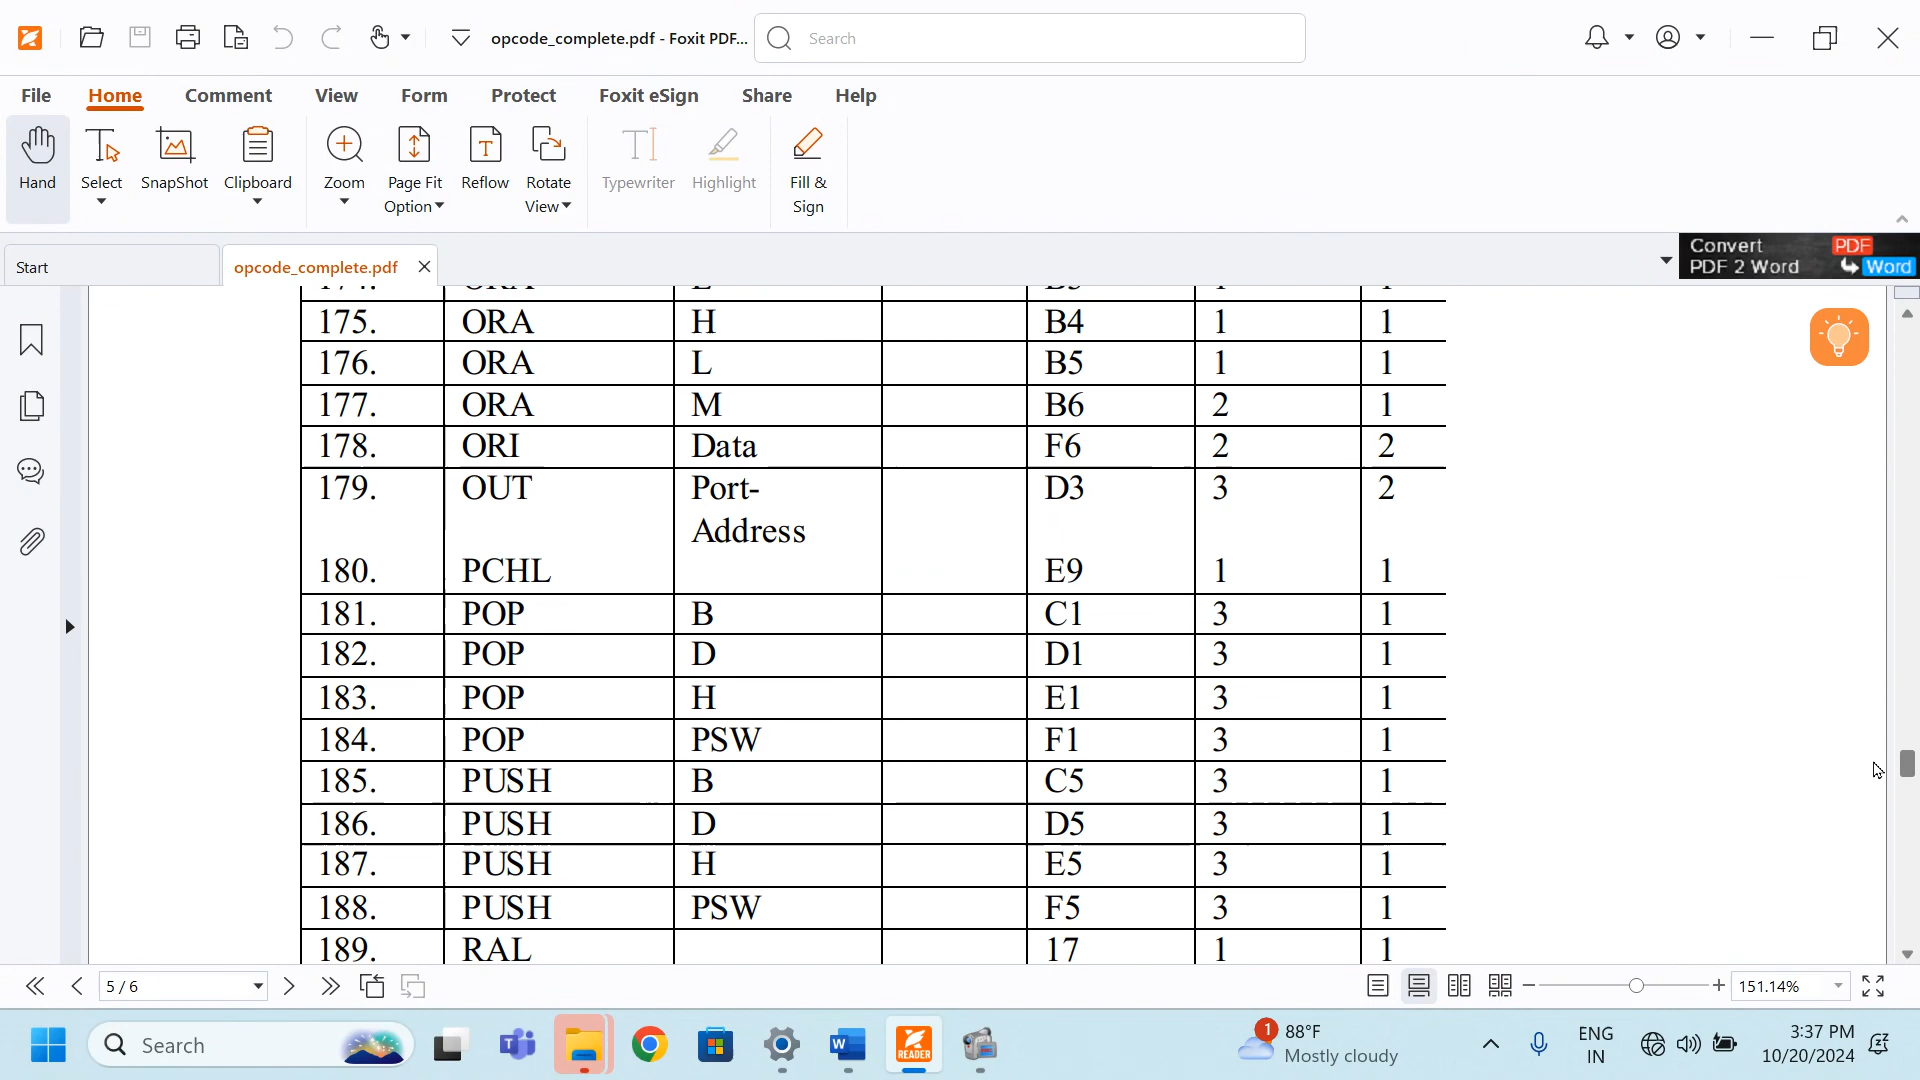 opcode_complete.pdf - Foxit PDF...
Search
File Home Comment View Form Protect Foxit eSign Share Help
Hand Select SnapShot Clipboard Zoom Page Fit Option Reflow Rotate View Typewriter Highlight Fill & Sign
Start opcode_complete.pdf
Convert PDF
PDF 2 Word Word
175. ORA H B4 1 1
176. ORA L B5 1 1
177. ORA M B6 2 1
178. ORI Data F6 2 2
179. OUT Port- D3 3 2
Address
180. PCHL E9 1 1
181. POP B C1 3 1
182. POP D D1 3 1
183. POP H E1 3 1
184. POP PSW F1 3 1
185. PUSH B C5 3 1
186. PUSH D D5 3 1
187. PUSH H E5 3 1
188. PUSH PSW F5 3 1
189. RAL 17 1 1
5 / 6 151.14%
Search
W
READER
1
88°F
Mostly cloudy
ENG
IN
3:37 PM
10/20/2024